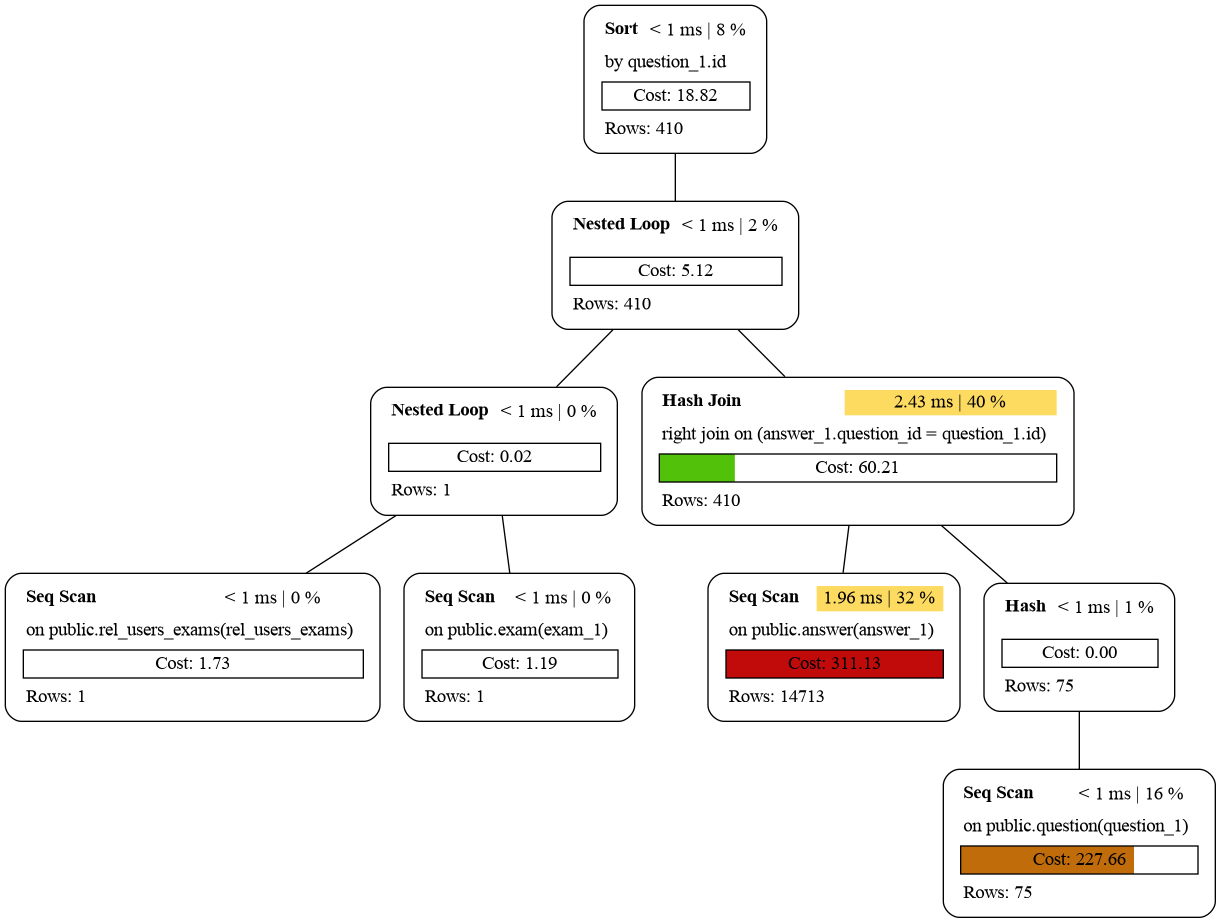 Sort < 1 ms | 8 %
by question_1.id
Cost: 18.82
Rows: 410
Nested Loop < 1 ms | 2 %
Cost: 5.12
Rows: 410
Nested Loop < 1 ms | 0 %
Cost: 0.02
Rows: 1
Hash Join 2.43 ms | 40 %
right join on (answer_1.question_id = question_1.id)
Cost: 60.21
Rows: 410
Seq Scan < 1 ms | 0 %
on public.rel_users_exams(rel_users_exams)
Cost: 1.73
Rows: 1
Seq Scan < 1 ms | 0 %
on public.exam(exam_1)
Cost: 1.19
Rows: 1
Seq Scan 1.96 ms | 32 %
on public.answer(answer_1)
Cost: 311.13
Rows: 14713
Hash < 1 ms | 1 %
Cost: 0.00
Rows: 75
Seq Scan < 1 ms | 16 %
on public.question(question_1)
Cost: 227.66
Rows: 75